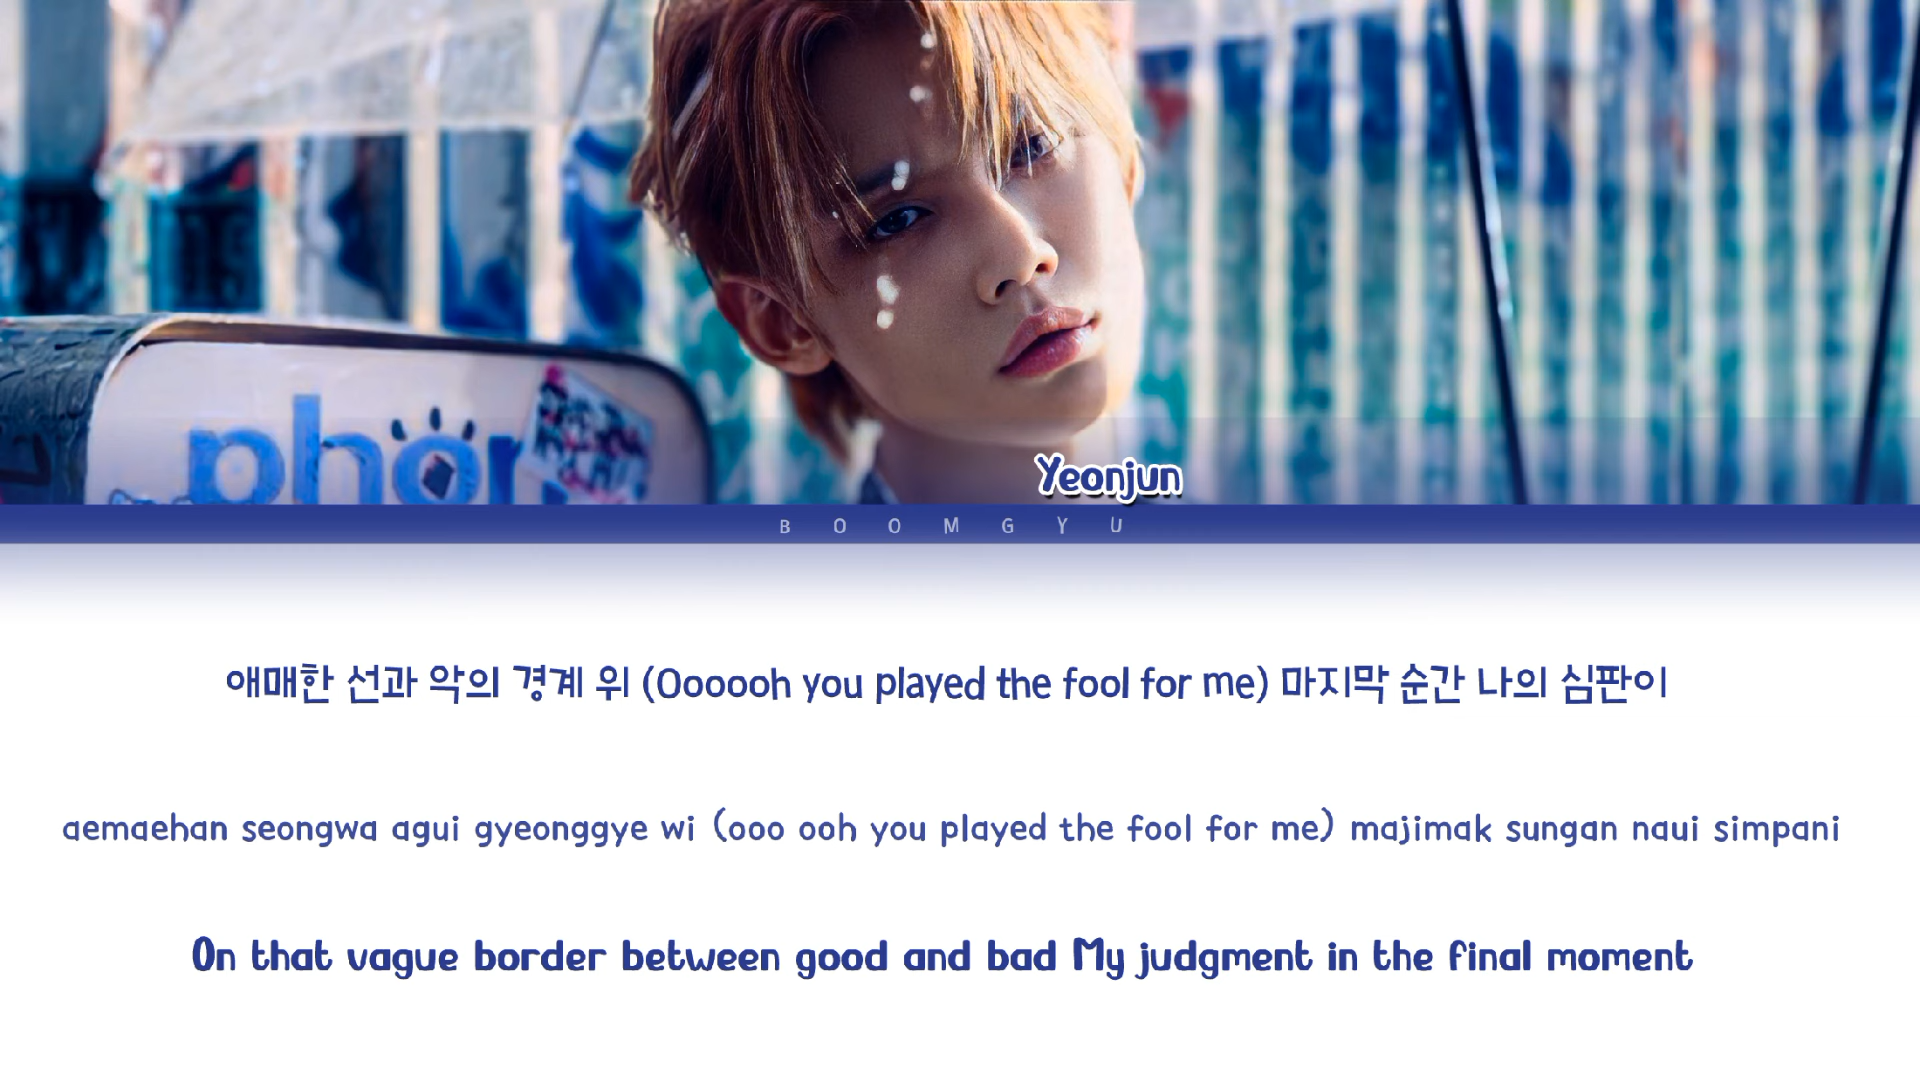 phon
Yeonjun
BOOMGYU
애매한 선과 악의 경계 위 (Oooooh you played the fool for me) 마지막 순간 나의 심판이
aemaehan seongwa agui gyeonggye wi (ooo ooh you played the fool for me) majimak sungan naui simpani
On that vague border between good and bad My judgment in the final moment